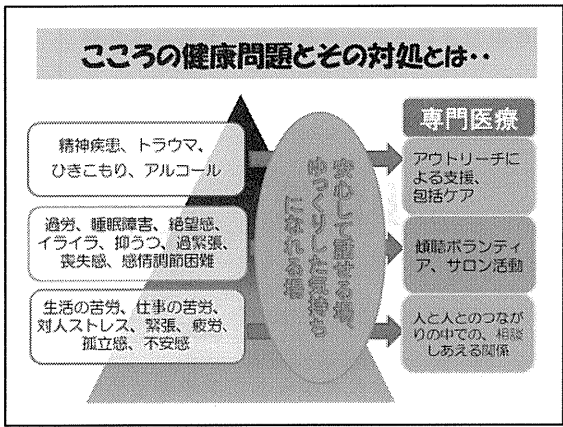 こころの健康問題とその対処とは‥
精神疾患、トラウマ、
ひきこもり、アルコール
過労、睡眠障害、絶望感、
イライラ、抑うつ、過緊張、
喪失感、感情調節困難
生活の苦労、仕事の苦労、
対人ストレス、緊張、疲労、
孤立感、不安感
安心して話せる場、
ゆっくりした気持ち
になれる場
専門医療
アウトリーチに
よる支援、
包括ケア
傾聴ボランティ
ア、サロン活動
人と人とのつなが
りの中での、相談
しあえる関係